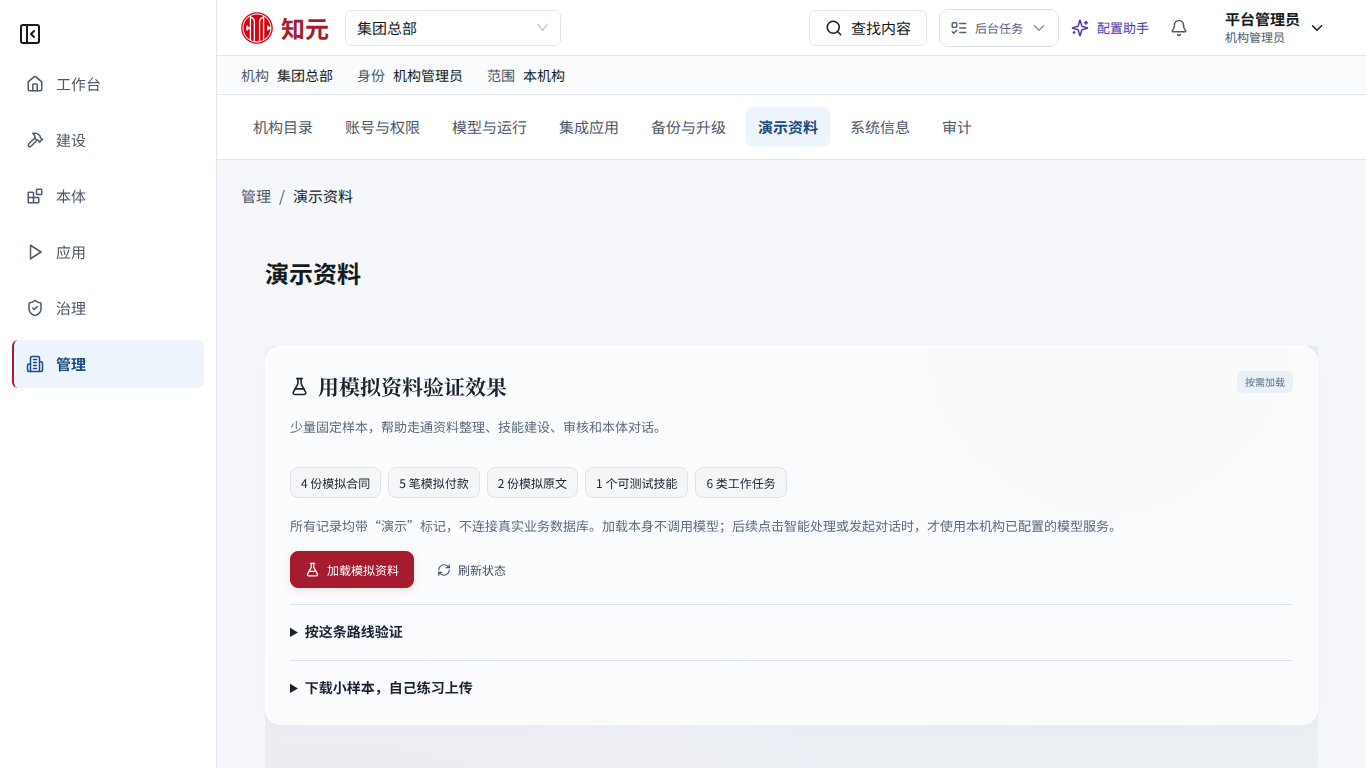 知元
集团总部
查找内容
后台任务
配置助手
平台管理员
机构管理员
机构 集团总部 身份 机构管理员 范围 本机构
工作台
建设
本体
应用
治理
管理
机构目录 账号与权限 模型与运行 集成应用 备份与升级 演示资料 系统信息 审计
管理 / 演示资料
演示资料
用模拟资料验证效果
按需加载
少量固定样本，帮助走通资料整理、技能建设、审核和本体对话。
4 份模拟合同 5 笔模拟付款 2 份模拟原文 1 个可测试技能 6 类工作任务
所有记录均带“演示”标记，不连接真实业务数据库。加载本身不调用模型；后续点击智能处理或发起对话时，才使用本机构已配置的模型服务。
加载模拟资料 刷新状态
按这条路线验证
下载小样本，自己练习上传